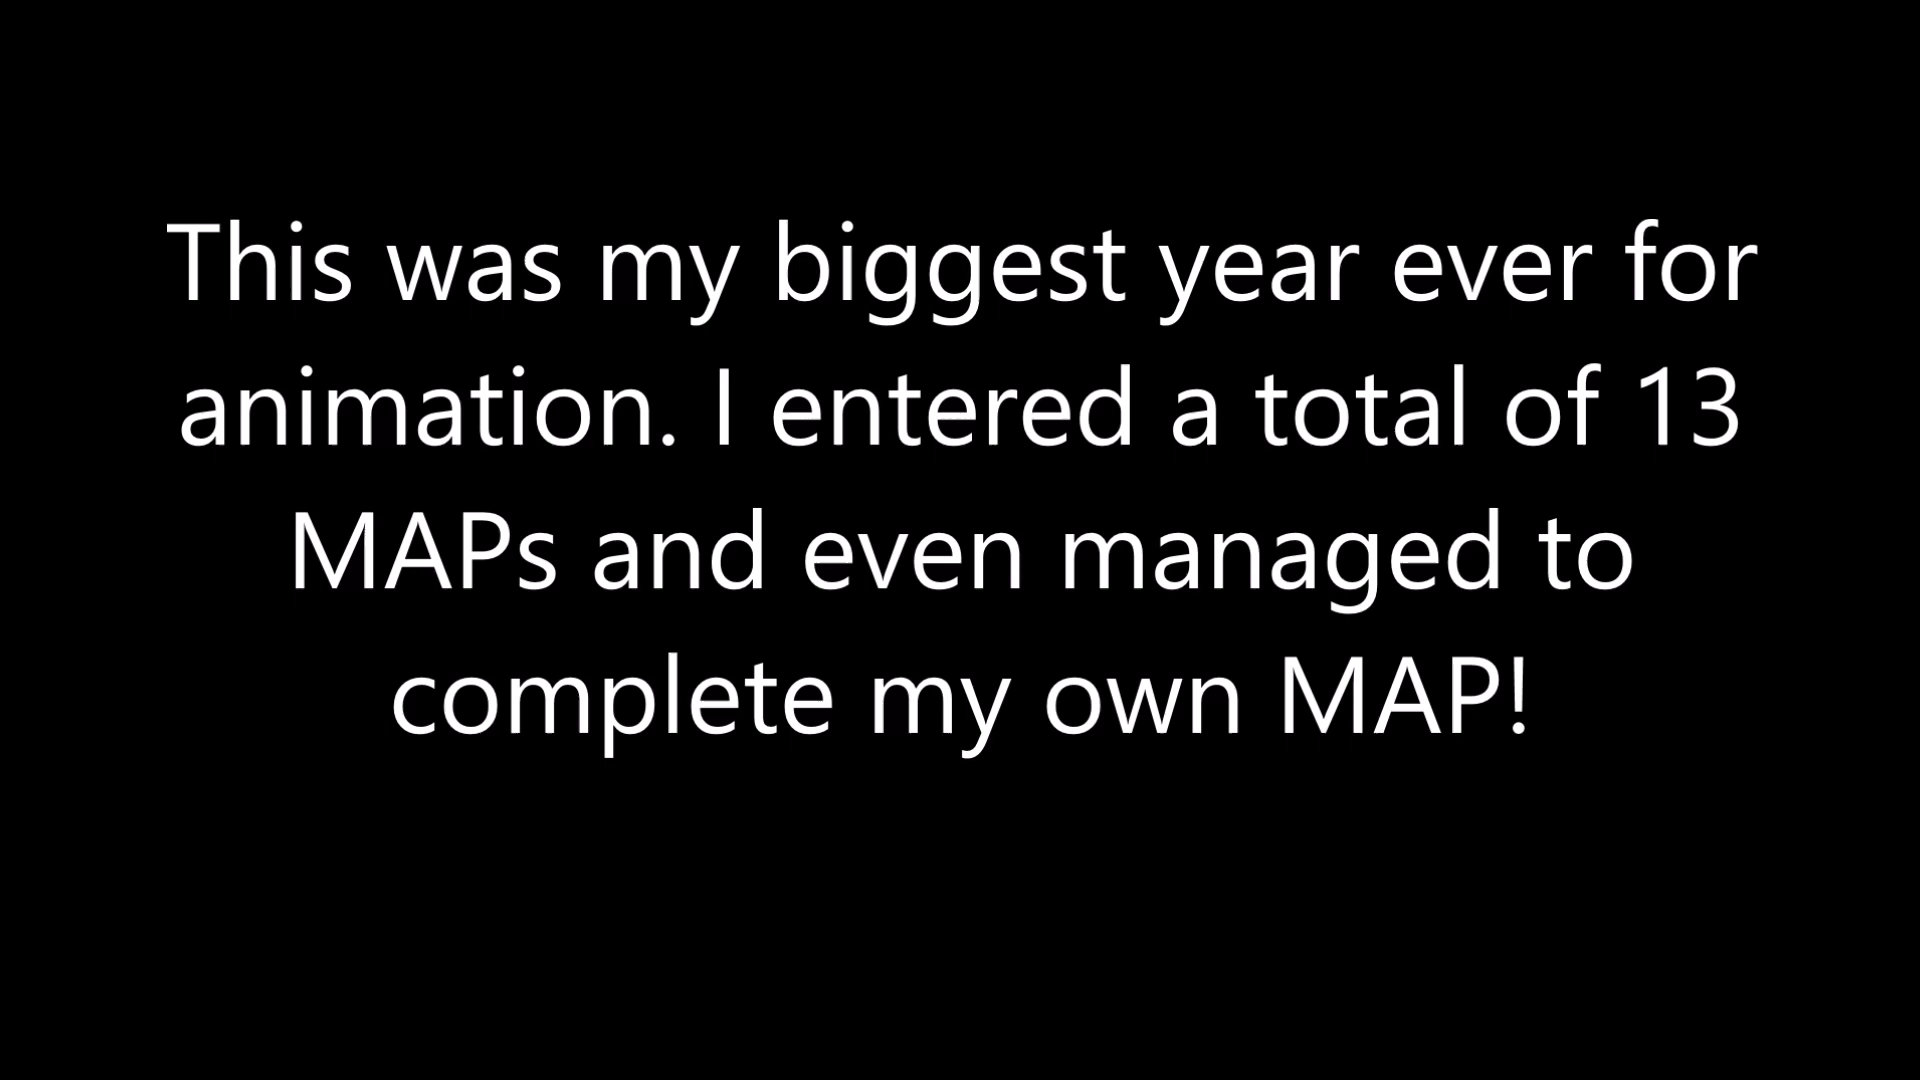 This was my biggest year ever for
animation. I entered a total of 13
MAPs and even managed to
complete my own MAP!